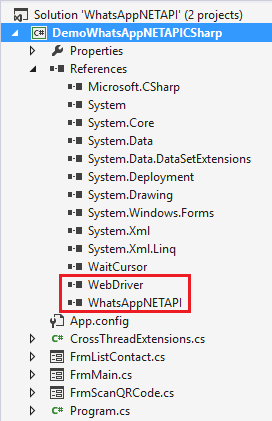 Solution 'WhatsAppNETAPI' (2 projects)
C# DemoWhatsAppNETAPICSharp
Properties
References
Microsoft.CSharp
System
System.Core
System.Data
System.Data.DataSetExtensions
System.Deployment
System.Drawing
System.Windows.Forms
System.Xml
System.Xml.Linq
WaitCursor
WebDriver
WhatsAppNETAPI
App.config
C# CrossThreadExtensions.cs
FrmListContact.cs
FrmMain.cs
FrmScanQRCode.cs
C# Program.cs